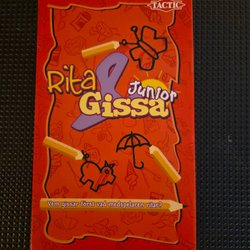 TACTIC
Rita
&
Junior
Gissa
Vem gissar först vad medspelaren ritar?